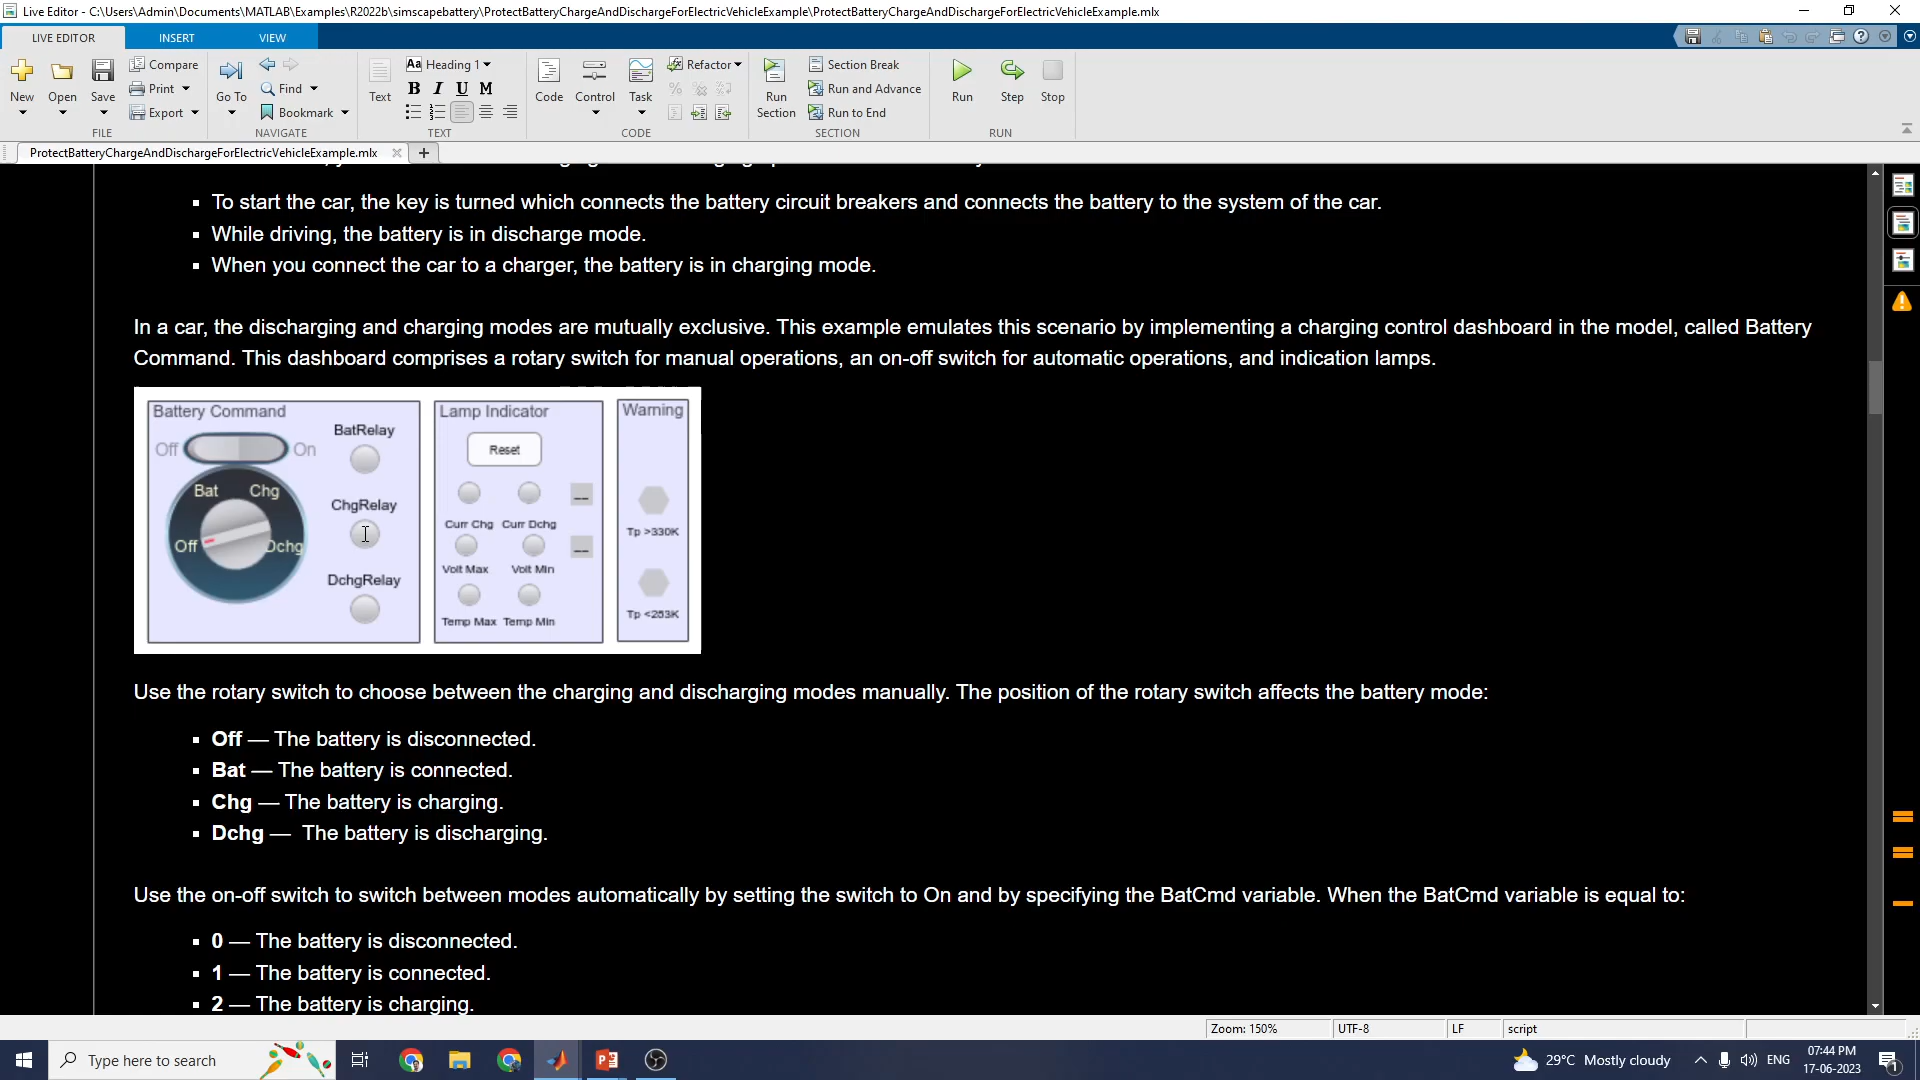 Live Editor - C:\Users\Admin\Documents\MATLAB\Examples\R2022b\simscapebattery\ProtectBatteryChargeAndDischargeForElectricVehicleExample\ProtectBatteryChargeAndDischargeForElectricVehicleExample.mlx
LIVE EDITOR INSERT VIEW
New Open Save Compare Print Export
FILE
Go To Find Bookmark
NAVIGATE
Text Aa Heading 1 B I U M
TEXT
Code Control Task Refactor
CODE
Run Section Section Break Run and Advance Run to End
SECTION
Run Step Stop
RUN
ProtectBatteryChargeAndDischargeForElectricVehicleExample.mlx
To start the car, the key is turned which connects the battery circuit breakers and connects the battery to the system of the car.
While driving, the battery is in discharge mode.
When you connect the car to a charger, the battery is in charging mode.
In a car, the discharging and charging modes are mutually exclusive. This example emulates this scenario by implementing a charging control dashboard in the model, called Battery
Command. This dashboard comprises a rotary switch for manual operations, an on-off switch for automatic operations, and indication lamps.
Battery Command
Off On
Bat Chg
Off Dchg
BatRelay
ChgRelay
DchgRelay
Lamp Indicator
Reset
Curr Chg Curr Dchg
Volt Max Volt Min
Temp Max Temp Min
Warning
Tp >330K
Tp <253K
Use the rotary switch to choose between the charging and discharging modes manually. The position of the rotary switch affects the battery mode:
Off — The battery is disconnected.
Bat — The battery is connected.
Chg — The battery is charging.
Dchg — The battery is discharging.
Use the on-off switch to switch between modes automatically by setting the switch to On and by specifying the BatCmd variable. When the BatCmd variable is equal to:
0 — The battery is disconnected.
1 — The battery is connected.
2 — The battery is charging.
Zoom: 150% UTF-8 LF script
Type here to search
29°C Mostly cloudy
ENG
07:44 PM
17-06-2023
1